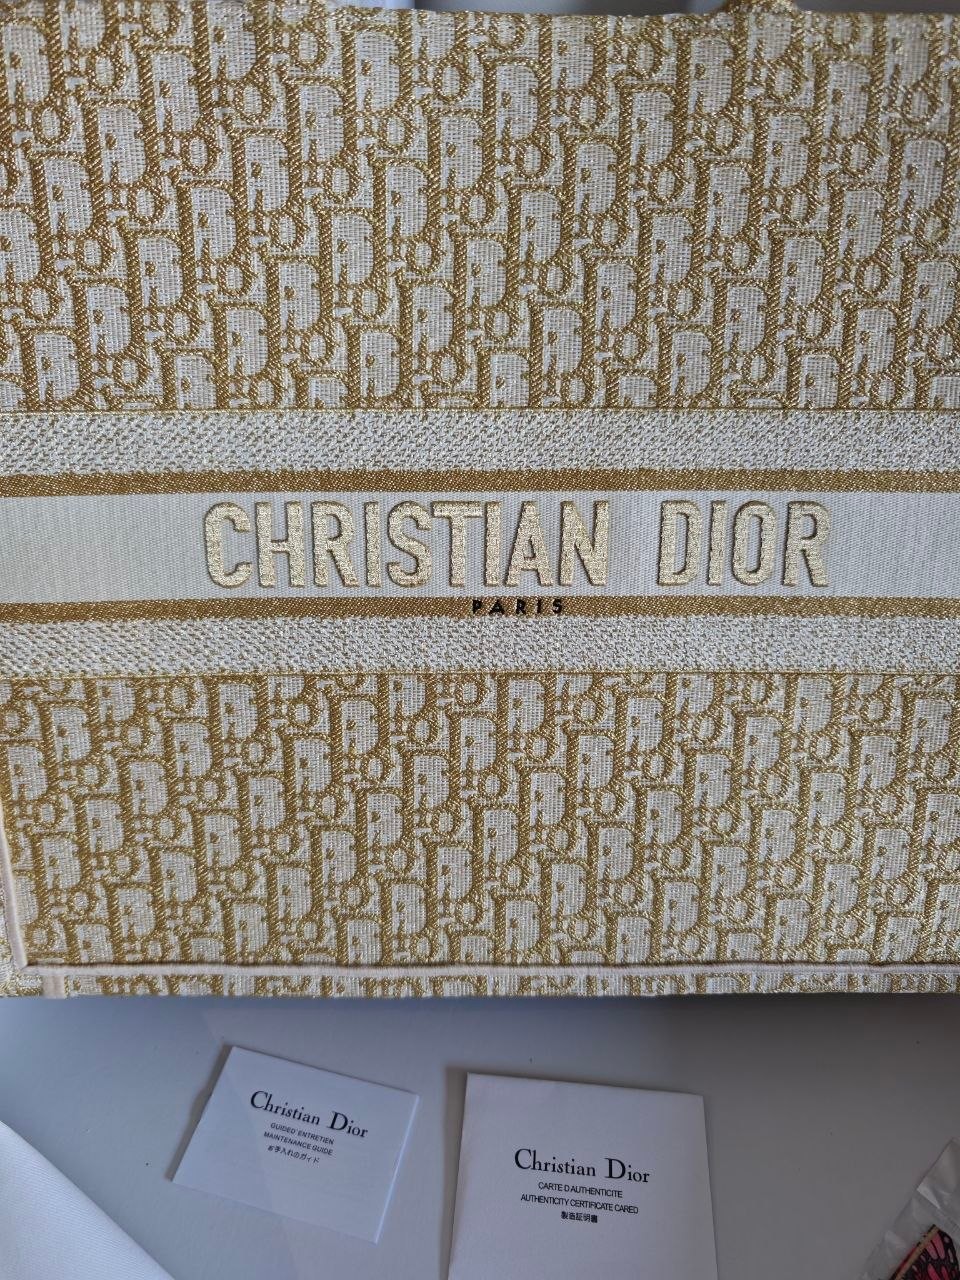 CHRISTIAN DIOR
PARIS
Christian Dior
GUIDED'ENTRETIEN
MAINTENANCE GUIDE
お手入れのガイド
Christian Dior
CARTE D'AUTHENTICITE
AUTHENTICITY CERTIFICATE CARED
製造証明書